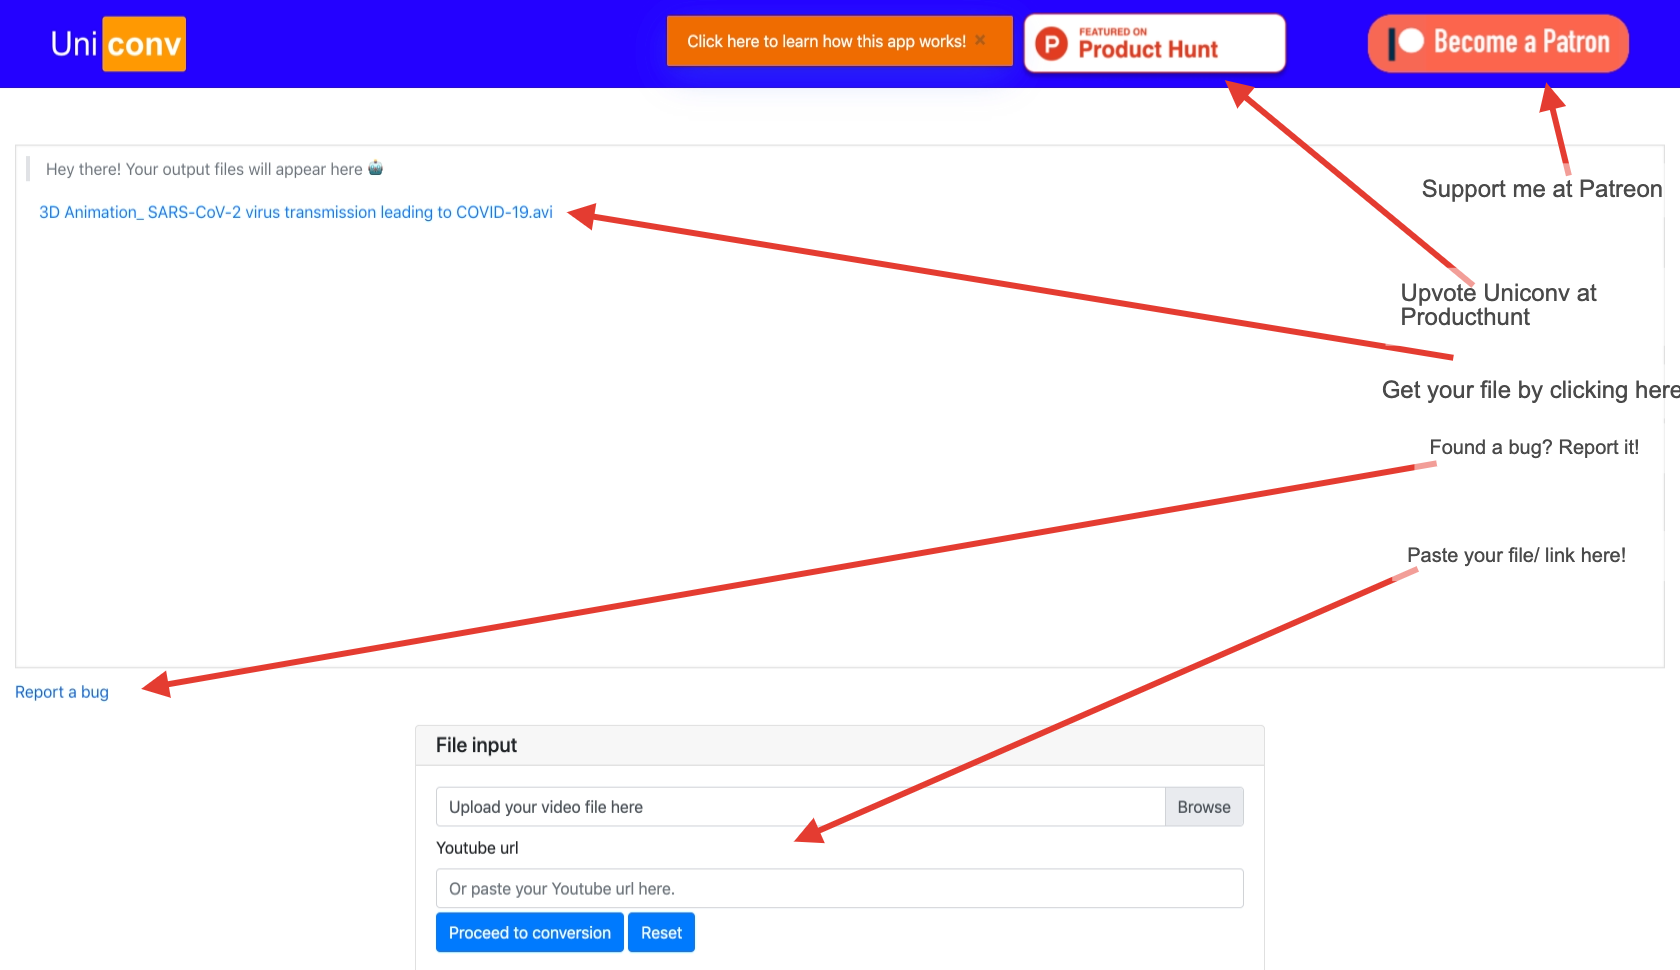 Uni conv
Click here to learn how this app works! ×
FEATURED ON
Product Hunt
Become a Patron
Hey there! Your output files will appear here
3D Animation_ SARS-CoV-2 virus transmission leading to COVID-19.avi
Support me at Patreon
Upvote Uniconv at
Producthunt
Get your file by clicking here
Found a bug? Report it!
Paste your file/ link here!
Report a bug
File input
Upload your video file here
Browse
Youtube url
Or paste your Youtube url here.
Proceed to conversion
Reset